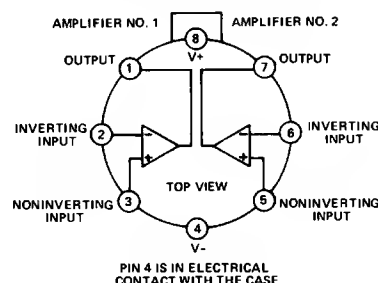 AMPLIFIER NO. 1
AMPLIFIER NO. 2
8
V+
OUTPUT
OUTPUT
1
7
INVERTING
INPUT
2
-
-
6
INVERTING
INPUT
+
+
TOP VIEW
NONINVERTING
INPUT
3
5
NONINVERTING
INPUT
4
V-
PIN 4 IS IN ELECTRICAL
CONTACT WITH THE CASE